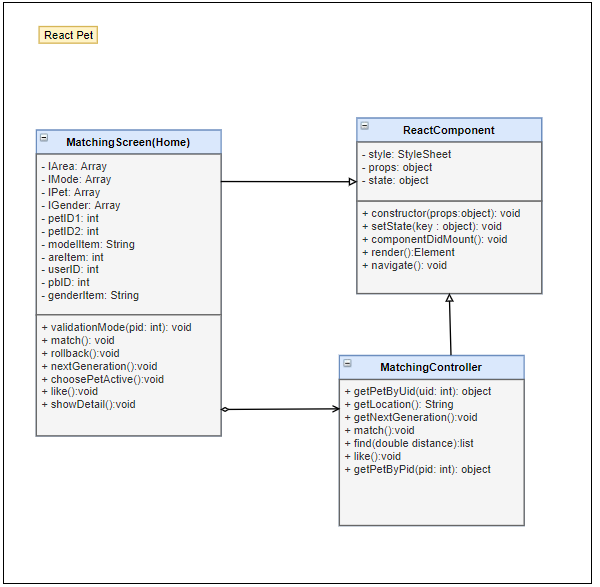 React Pet
MatchingScreen(Home)
- lArea: Array
- lMode: Array
- lPet: Array
- lGender: Array
- petID1: int
- petID2: int
- modelItem: String
- areItem: int
- userID: int
- pbID: int
- genderItem: String
+ validationMode(pid: int): void
+ match(): void
+ rollback():void
+ nextGeneration():void
+ choosePetActive():void
+ like():void
+ showDetail():void
ReactComponent
- style: StyleSheet
- props: object
- state: object
+ constructor(props:object): void
+ setState(key : object): void
+ componentDidMount(): void
+ render():Element
+ navigate(): void
MatchingController
+ getPetByUid(uid: int): object
+ getLocation(): String
+ getNextGeneration():void
+ match():void
+ find(double distance):list
+ like():void
+ getPetByPid(pid: int): object